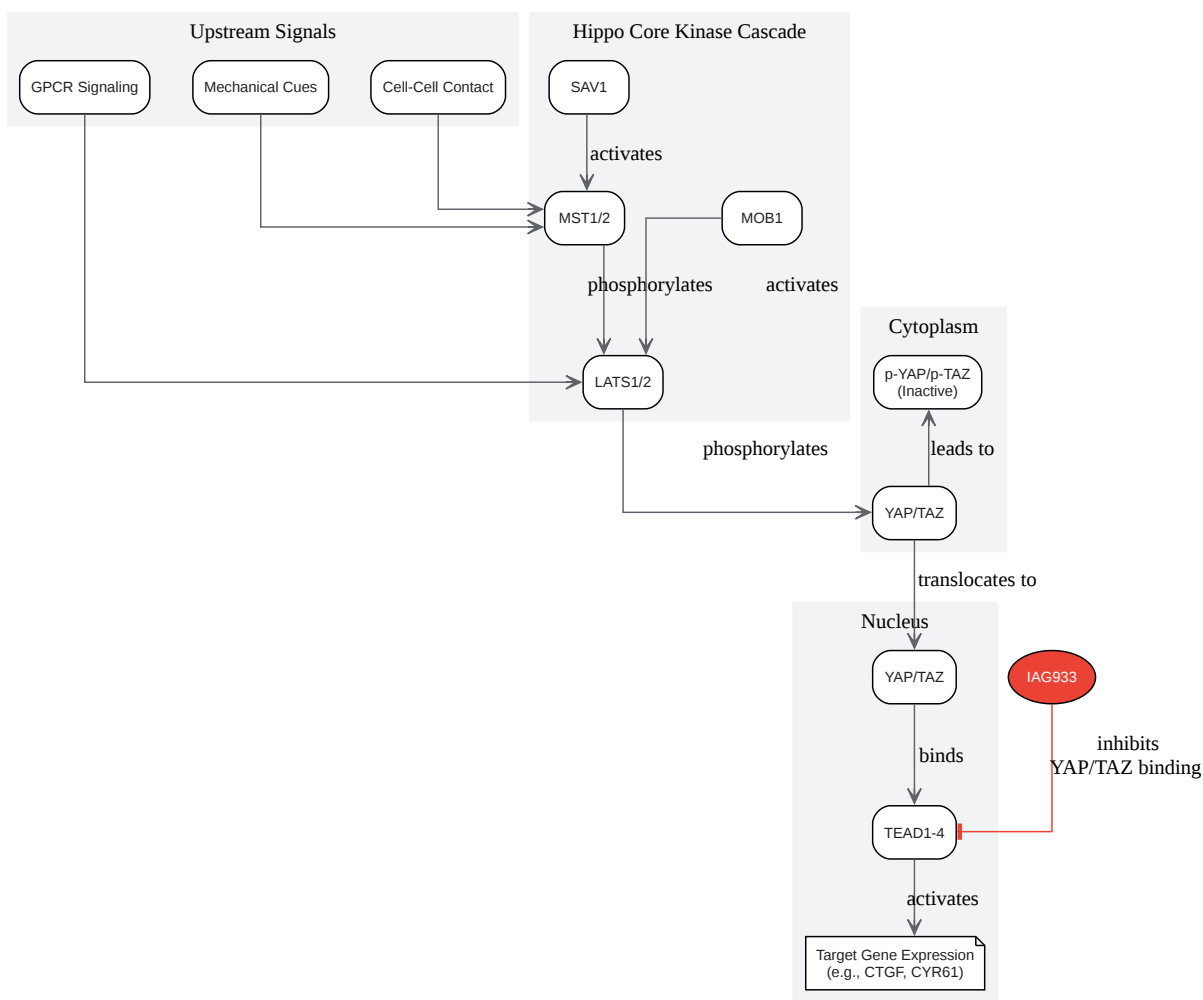 Upstream Signals
Hippo Core Kinase Cascade
GPCR Signaling
Mechanical Cues
Cell-Cell Contact
SAV1
activates
MST1/2
MOB1
phosphorylates
activates
Cytoplasm
p-YAP/p-TAZ
(Inactive)
LATS1/2
phosphorylates
leads to
YAP/TAZ
translocates to
Nucleus
YAP/TAZ
IAG933
binds
inhibits
YAP/TAZ binding
TEAD1-4
activates
Target Gene Expression
(e.g., CTGF, CYR61)